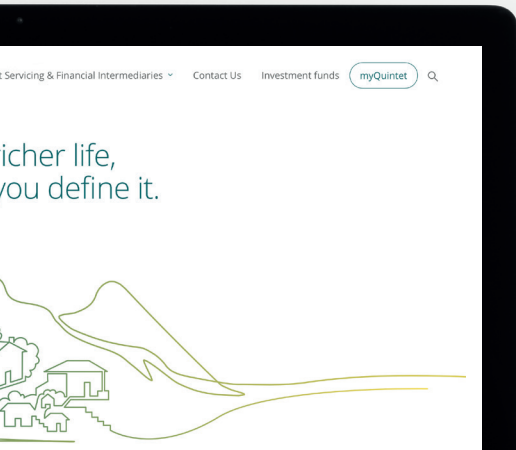 t Servicing & Financial Intermediaries Contact Us Investment funds myQuintet
icher life,
you define it.